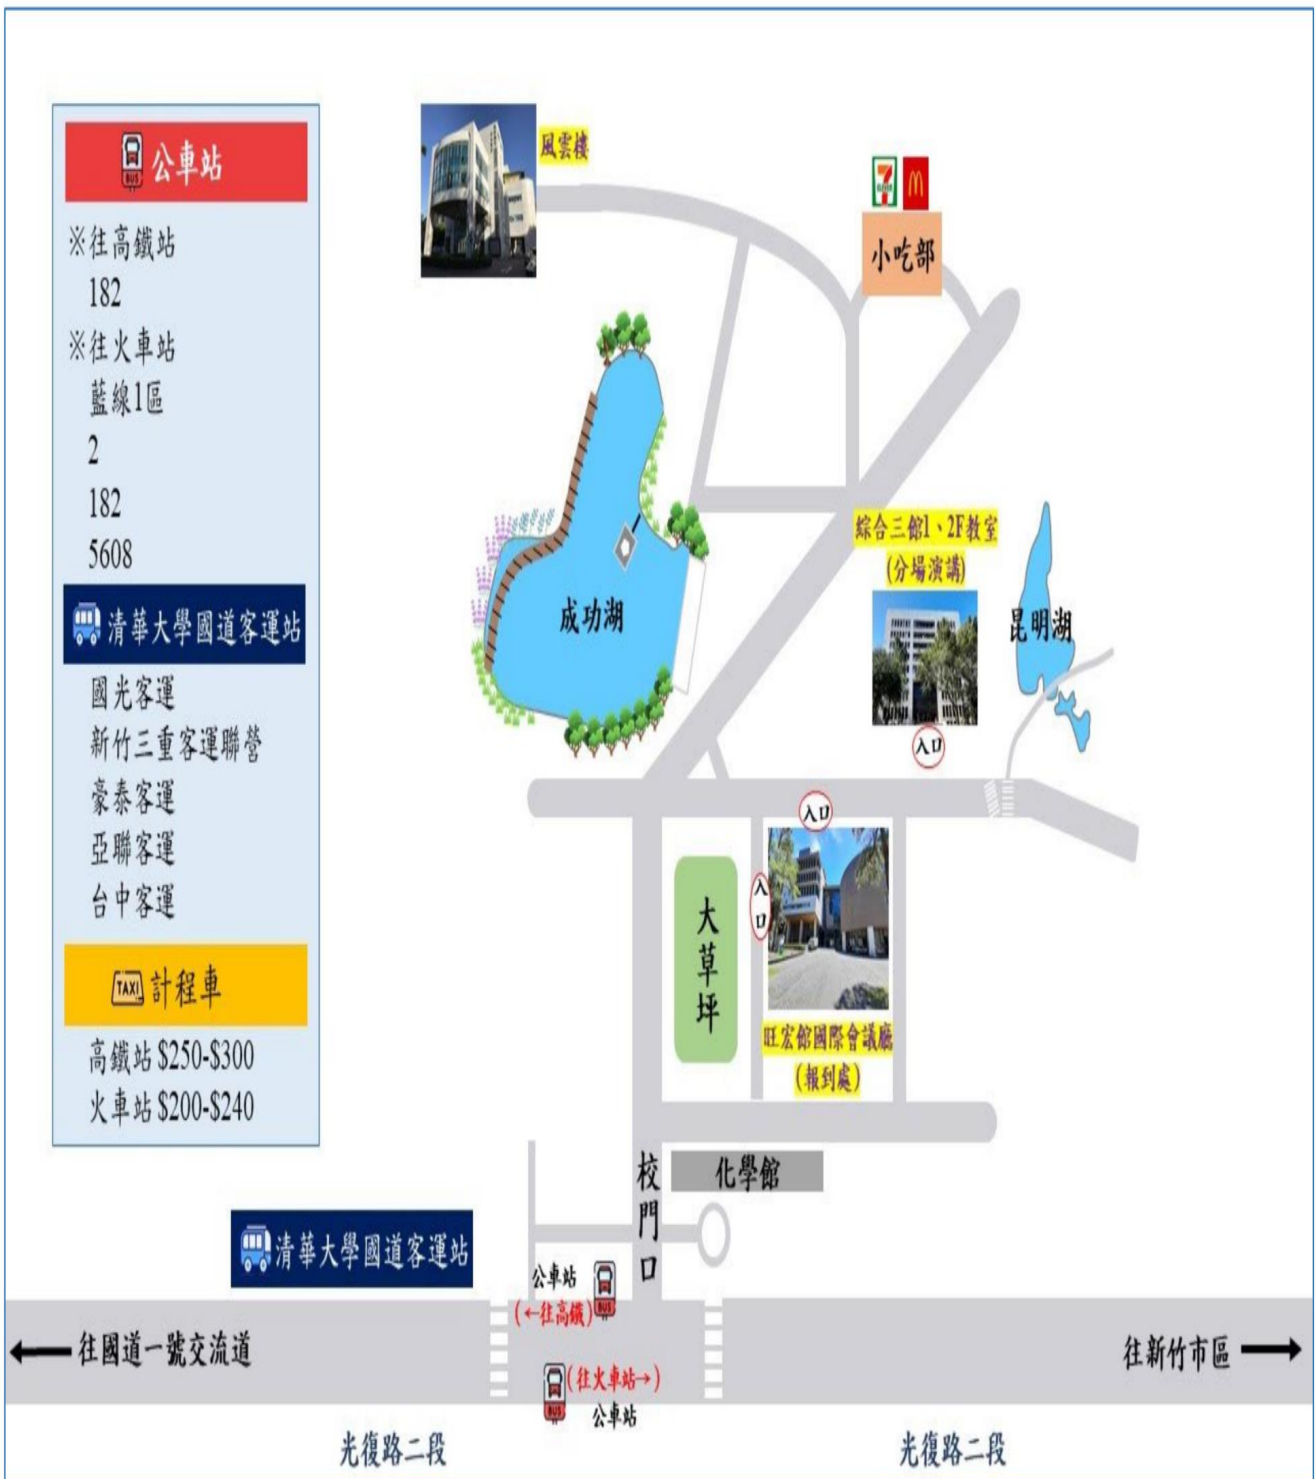 BUS 公車站
※往高鐵站
182
※往火車站
藍線1區
2
182
5608
清華大學國道客運站
國光客運
新竹三重客運聯營
豪泰客運
亞聯客運
台中客運
TAXI 計程車
高鐵站 $250-$300
火車站 $200-$240
風雲樓
7 ELEVEN
小吃部
綜合三館1、2F教室
(分場演講)
成功湖
昆明湖
入口
入口
入口
大草坪
旺宏館國際會議廳
(報到處)
校門口
化學館
清華大學國道客運站
公車站
BUS
(←往高鐵)
←往國道一號交流道
往新竹市區→
(往火車站→)
BUS
公車站
光復路二段
光復路二段